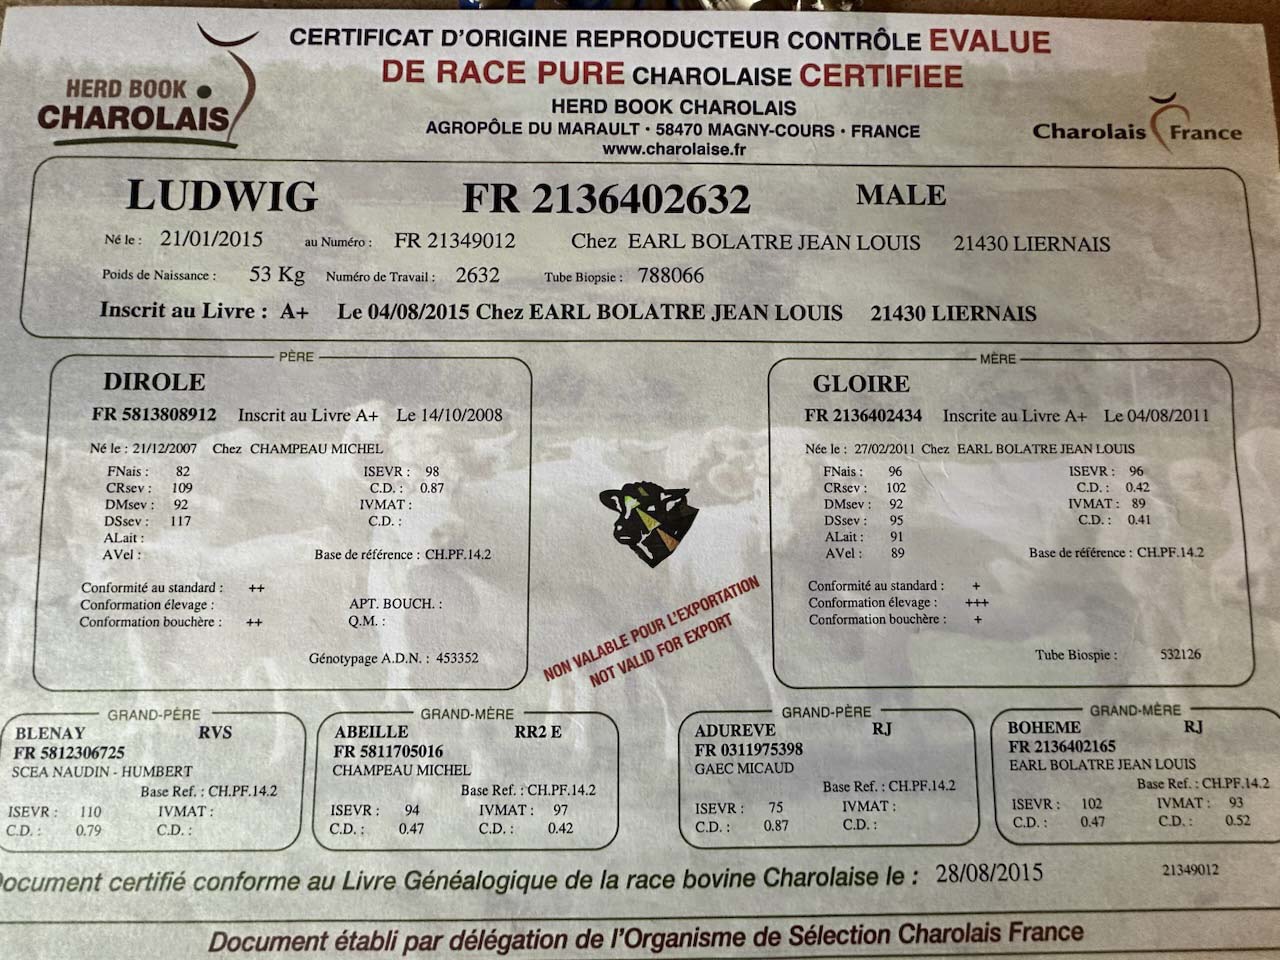 CERTIFICAT D'ORIGINE REPRODUCTEUR CONTRÔLE EVALUE
DE RACE PURE CHAROLAISE CERTIFIEE
HERD BOOK CHAROLAIS
AGROPÔLE DU MARAULT · 58470 MAGNY-COURS · FRANCE
www.charolaise.fr
HERD BOOK
CHAROLAIS
Charolais France
LUDWIG FR 2136402632 MALE
Né le : 21/01/2015 au Numéro : FR 21349012 Chez EARL BOLATRE JEAN LOUIS 21430 LIERNAIS
Poids de Naissance : 53 Kg Numéro de Travail : 2632 Tube Biopsie : 788066
Inscrit au Livre : A+ Le 04/08/2015 Chez EARL BOLATRE JEAN LOUIS 21430 LIERNAIS
PÈRE
DIROLE
FR 5813808912 Inscrit au Livre A+ Le 14/10/2008
Né le : 21/12/2007 Chez CHAMPEAU MICHEL
FNais : 82 ISEVR : 98
CRsev : 109 C.D. : 0.87
DMsev : 92 IVMAT :
DSsev : 117 C.D. :
ALait :
AVel : Base de référence : CH.PF.14.2
Conformité au standard : ++
Conformation élevage : APT. BOUCH. :
Conformation bouchère : ++ Q.M. :
Génotypage A.D.N. : 453352
MÈRE
GLOIRE
FR 2136402434 Inscrite au Livre A+ Le 04/08/2011
Née le : 27/02/2011 Chez EARL BOLATRE JEAN LOUIS
FNais : 96 ISEVR : 96
CRsev : 102 C.D. : 0.42
DMsev : 92 IVMAT : 89
DSsev : 95 C.D. : 0.41
ALait : 91
AVel : 89 Base de référence : CH.PF.14.2
Conformité au standard : +
Conformation élevage : +++
Conformation bouchère : +
Tube Biospie : 532126
NON VALABLE POUR L'EXPORTATION
NOT VALID FOR EXPORT
GRAND-PÈRE
BLENAY RVS
FR 5812306725
SCEA NAUDIN - HUMBERT
Base Ref. : CH.PF.14.2
ISEVR : 110 IVMAT :
C.D. : 0.79 C.D. :
GRAND-MÈRE
ABEILLE RR2 E
FR 5811705016
CHAMPEAU MICHEL
Base Ref. : CH.PF.14.2
ISEVR : 94 IVMAT : 97
C.D. : 0.47 C.D. : 0.42
GRAND-PÈRE
ADUREVE RJ
FR 0311975398
GAEC MICAUD
Base Ref. : CH.PF.14.2
ISEVR : 75 IVMAT :
C.D. : 0.87 C.D. :
GRAND-MÈRE
BOHEME RJ
FR 2136402165
EARL BOLATRE JEAN LOUIS
Base Ref. : CH.PF.14.2
ISEVR : 102 IVMAT : 93
C.D. : 0.47 C.D. : 0.52
ocument certifié conforme au Livre Généalogique de la race bovine Charolaise le : 28/08/2015 21349012
Document établi par délégation de l'Organisme de Sélection Charolais France